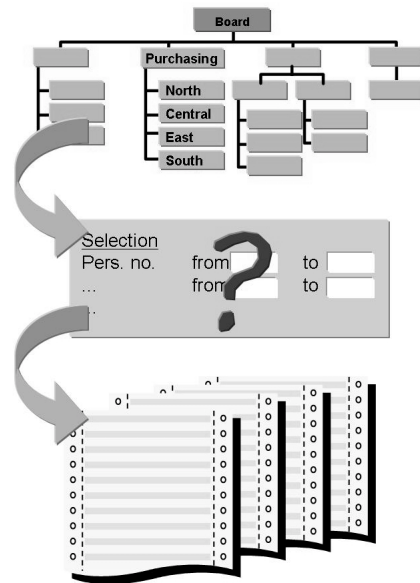 Board
Purchasing
North
Central
East
South
Selection
Pers. no. from to
... from to
...